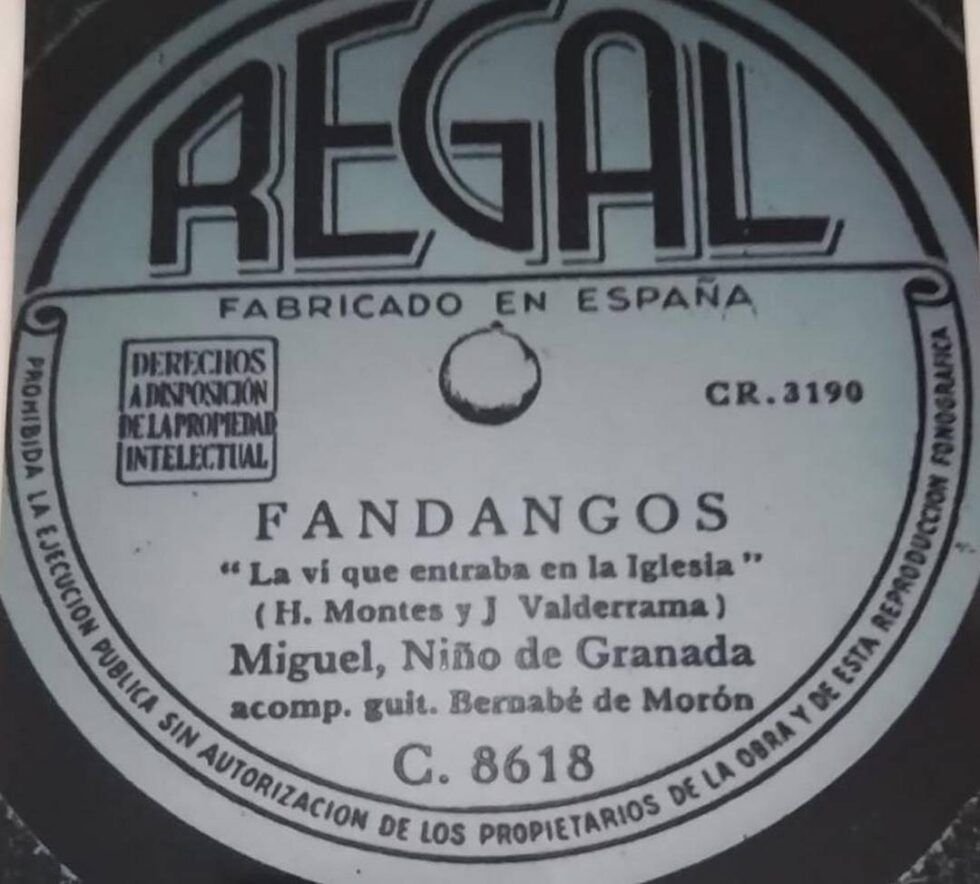 REGAL
FABRICADO EN ESPAÑA
DERECHOS
A DISPOSICIÓN
DE LA PROPIEDAD
INTELECTUAL
CR.3190
FANDANGOS
“La ví que entraba en la Iglesia”
(H. Montes y J Valderrama)
Miguel, Niño de Granada
acomp. guit. Bernabé de Morón
C. 8618
PROHIBIDA LA EJECUCION PUBLICA SIN AUTORIZACION DE LOS PROPIETARIOS DE LA OBRA Y DE ESTA REPRODUCCION FONOGRAFICA